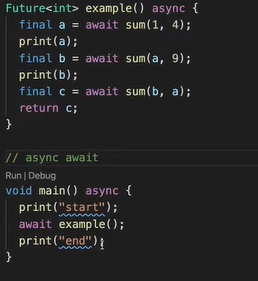 Future<int> example() async {
  final a = await sum(1, 4);
  print(a);
  final b = await sum(a, 9);
  print(b);
  final c = await sum(b, a);
  return c;
}
// async await
Run | Debug
void main() async {
  print("start");
  await example();
  print("end");
}